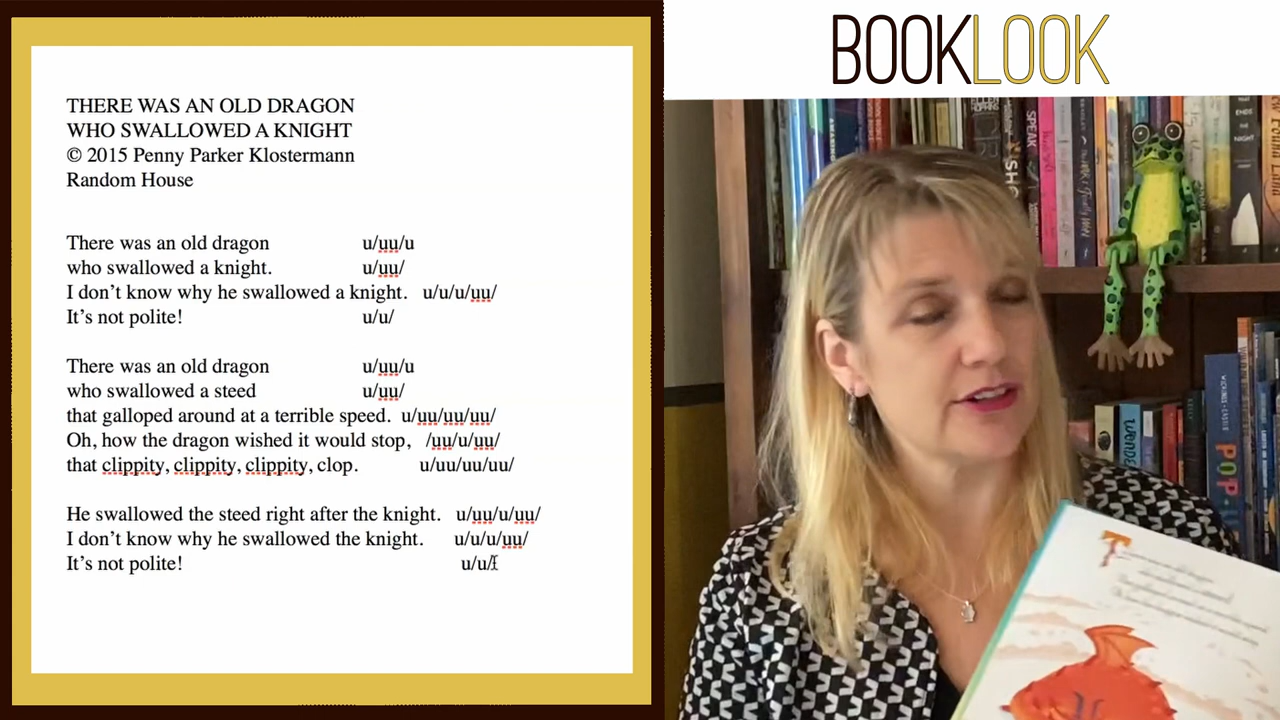 THERE WAS AN OLD DRAGON
WHO SWALLOWED A KNIGHT
© 2015 Penny Parker Klostermann
Random House
There was an old dragon u/uu/u
who swallowed a knight. u/uu/
I don't know why he swallowed a knight. u/u/u/uu/
It's not polite! u/u/
There was an old dragon u/uu/u
who swallowed a steed u/uu/
that galloped around at a terrible speed. u/uu/uu/uu/
Oh, how the dragon wished it would stop, /uu/u/uu/
that clippity, clippity, clippity, clop. u/uu/uu/uu/
He swallowed the steed right after the knight. u/uu/u/uu/
I don't know why he swallowed the knight. u/u/u/uu/
It's not polite! u/u/
BOOKLOOK
SPEAK
POP